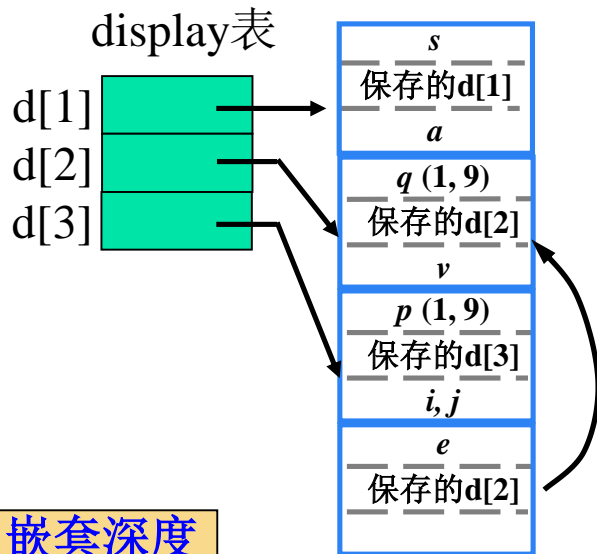 display表
d[1]
d[2]
d[3]
s
保存的d[1]
a
q (1, 9)
保存的d[2]
v
p (1, 9)
保存的d[3]
i, j
e
保存的d[2]
嵌套深度